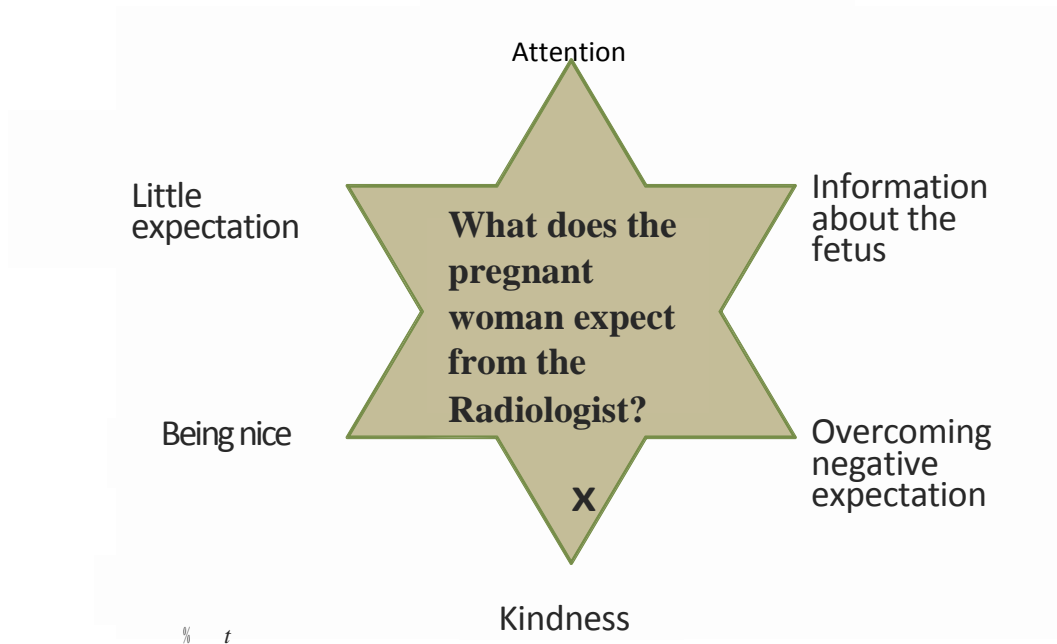 Attention
Little
expectation
Information
about the
fetus
What does the
pregnant
woman expect
from the
Radiologist?
Being nice
Overcoming
negative
expectation
x
Kindness
% t